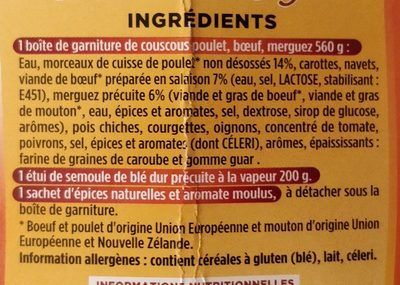 INGRÉDIENTS
1 boîte de garniture de couscous poulet, bœuf, merguez 560 g :
Eau, morceaux de cuisse de poulet* non désossés 14%, carottes, navets,
viande de bœuf* préparée en salaison 7% (eau, sel, LACTOSE, stabilisant :
E451), merguez précuite 6% (viande et gras de boeuf*, viande et gras
de mouton*, eau, épices et aromates, sel, dextrose, sirop de glucose,
arômes), pois chiches, courgettes, oignons, concentré de tomate,
poivrons, sel, épices et aromates (dont CÉLERI), arômes, épaississants :
farine de graines de caroube et gomme guar .
1 étui de semoule de blé dur précuite à la vapeur 200 g.
1 sachet d'épices naturelles et aromate moulus, à détacher sous la
boîte de garniture.
* Boeuf et poulet d'origine Union Européenne et mouton d'origine Union
Européenne et Nouvelle Zélande.
Information allergènes : contient céréales à gluten (blé), lait, céleri.
INFORMATIONS NUTRITIONNELLES